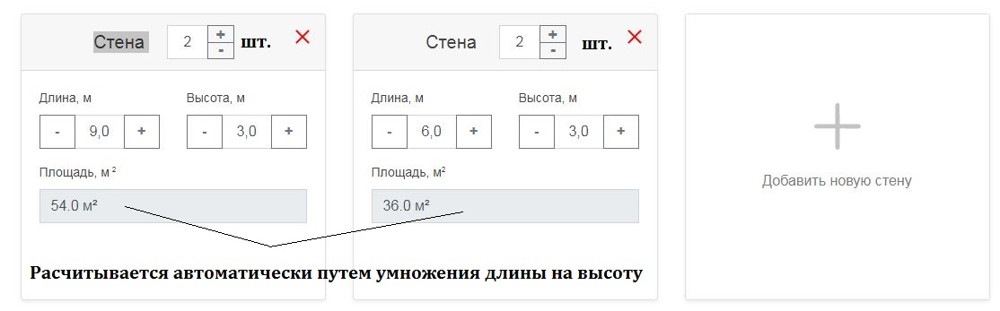 Стена 2 + - шт.
Длина, м Высота, м
- 9,0 + - 3,0 +
Площадь, м²
54.0 м²
Стена 2 + - шт.
Длина, м Высота, м
- 6,0 + - 3,0 +
Площадь, м²
36.0 м²
Добавить новую стену
Расчитывается автоматически путем умножения длины на высоту